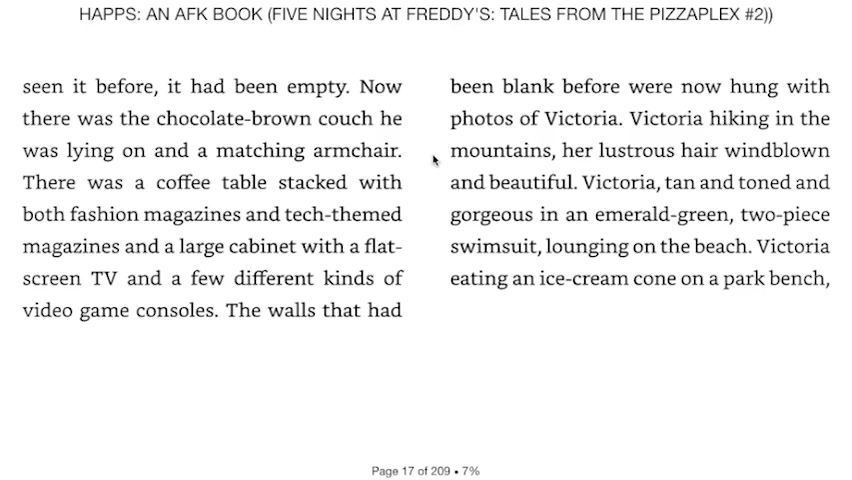 HAPPS: AN AFK BOOK (FIVE NIGHTS AT FREDDY'S: TALES FROM THE PIZZAPLEX #2))
seen it before, it had been empty. Now
there was the chocolate-brown couch he
was lying on and a matching armchair.
There was a coffee table stacked with
both fashion magazines and tech-themed
magazines and a large cabinet with a flat-
screen TV and a few different kinds of
video game consoles. The walls that had
been blank before were now hung with
photos of Victoria. Victoria hiking in the
mountains, her lustrous hair windblown
and beautiful. Victoria, tan and toned and
gorgeous in an emerald-green, two-piece
swimsuit, lounging on the beach. Victoria
eating an ice-cream cone on a park bench,
Page 17 of 209 • 7%